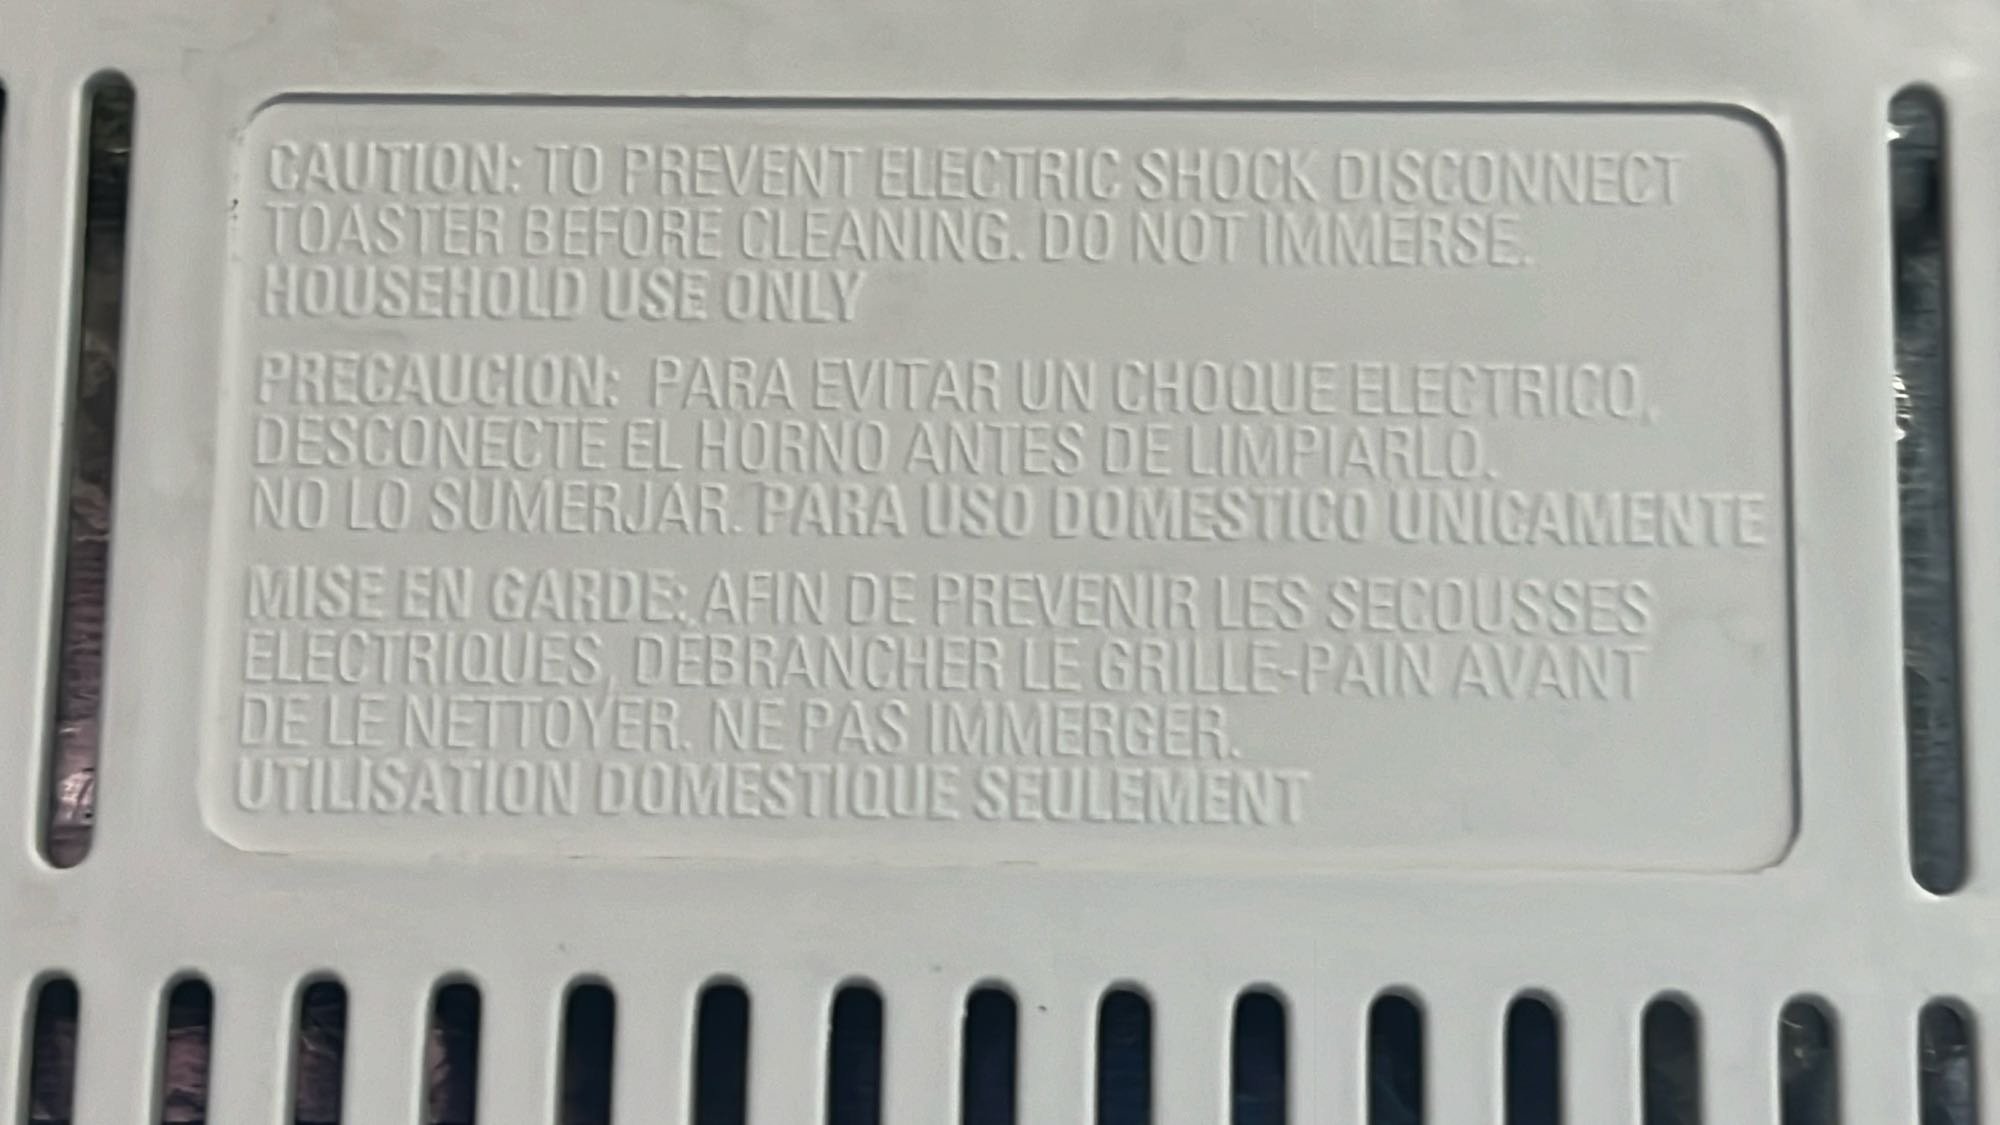 CAUTION: TO PREVENT ELECTRIC SHOCK DISCONNECT
TOASTER BEFORE CLEANING. DO NOT IMMERSE.
HOUSEHOLD USE ONLY
PRECAUCION: PARA EVITAR UN CHOQUE ELECTRICO,
DESCONECTE EL HORNO ANTES DE LIMPIARLO.
NO LO SUMERJAR. PARA USO DOMESTICO UNICAMENTE
MISE EN GARDE: AFIN DE PREVENIR LES SECOUSSES
ELECTRIQUES, DEBRANCHER LE GRILLE-PAIN AVANT
DE LE NETTOYER. NE PAS IMMERGER.
UTILISATION DOMESTIQUE SEULEMENT